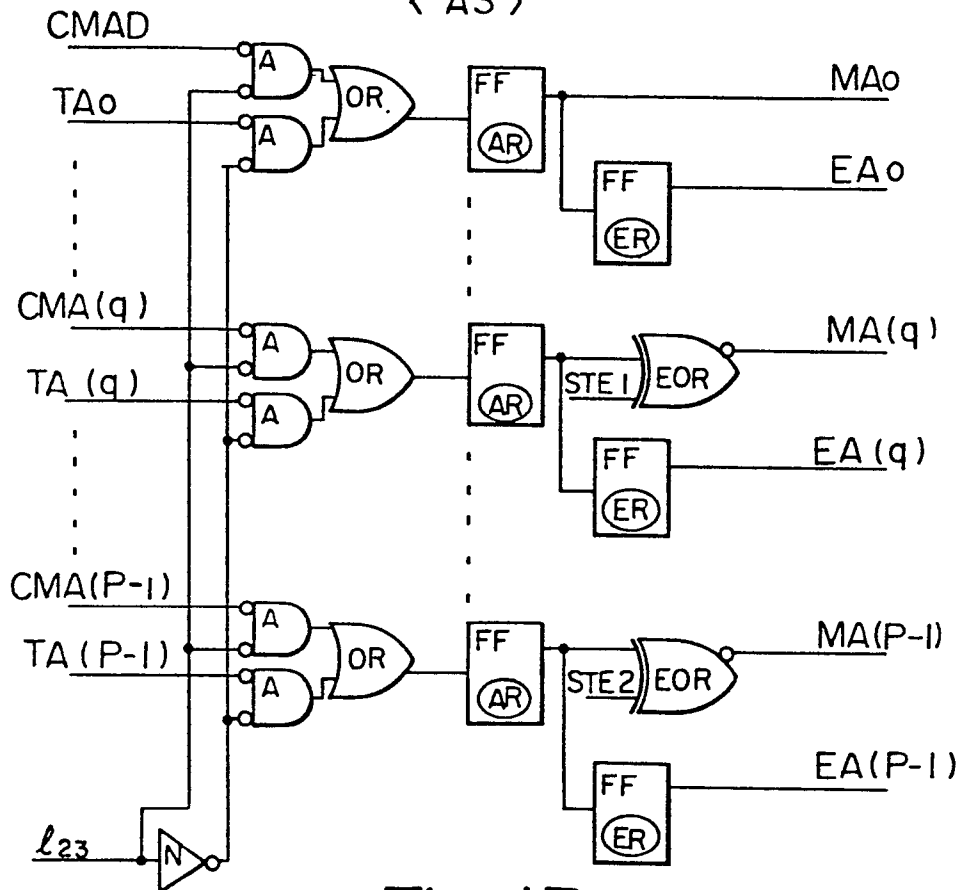 (AS)
CMAD
A
OR.
FF
AR
MAo
TAo
A
FF
ER
EAo
CMA(q)
A
OR
FF
AR
STE1
EOR
MA(q)
TA(q)
A
FF
ER
EA(q)
CMA(P-1)
A
OR
FF
AR
STE2
EOR
MA(P-1)
TA(P-1)
A
FF
ER
EA(P-1)
ℓ23
N